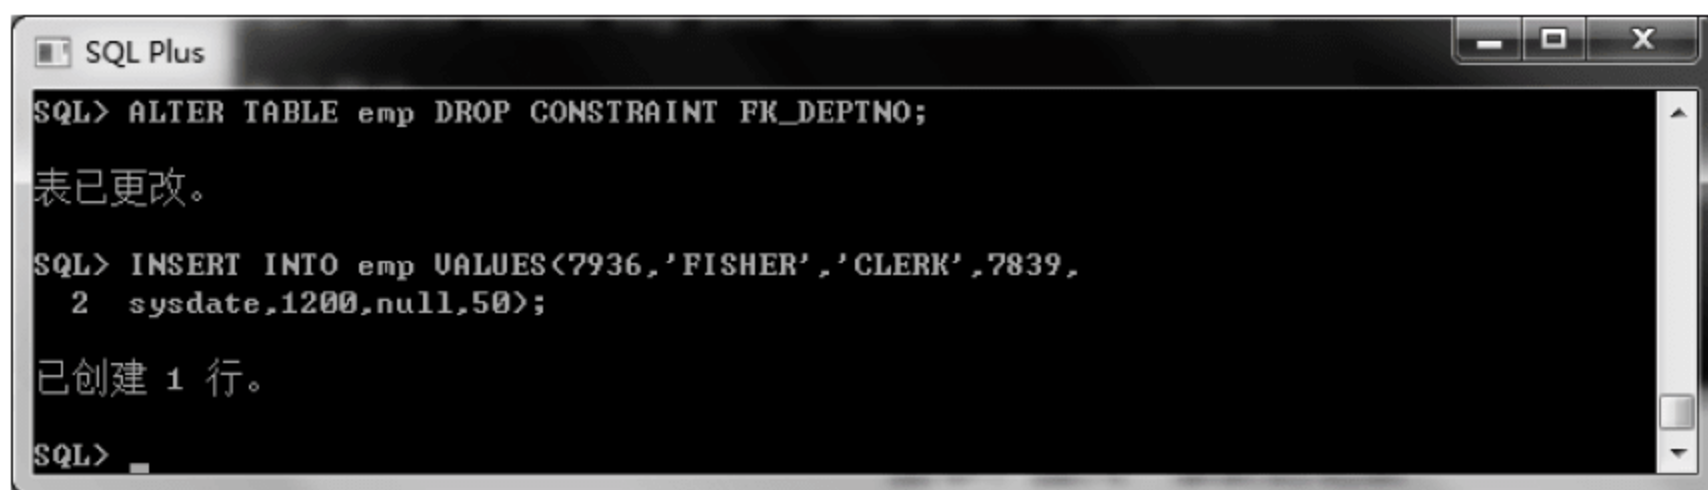 SQL Plus
SQL> ALTER TABLE emp DROP CONSTRAINT FK_DEPTNO;
表已更改。
SQL> INSERT INTO emp VALUES(7936,'FISHER','CLERK',7839,
2 sysdate,1200,null,50);
已创建 1 行。
SQL>